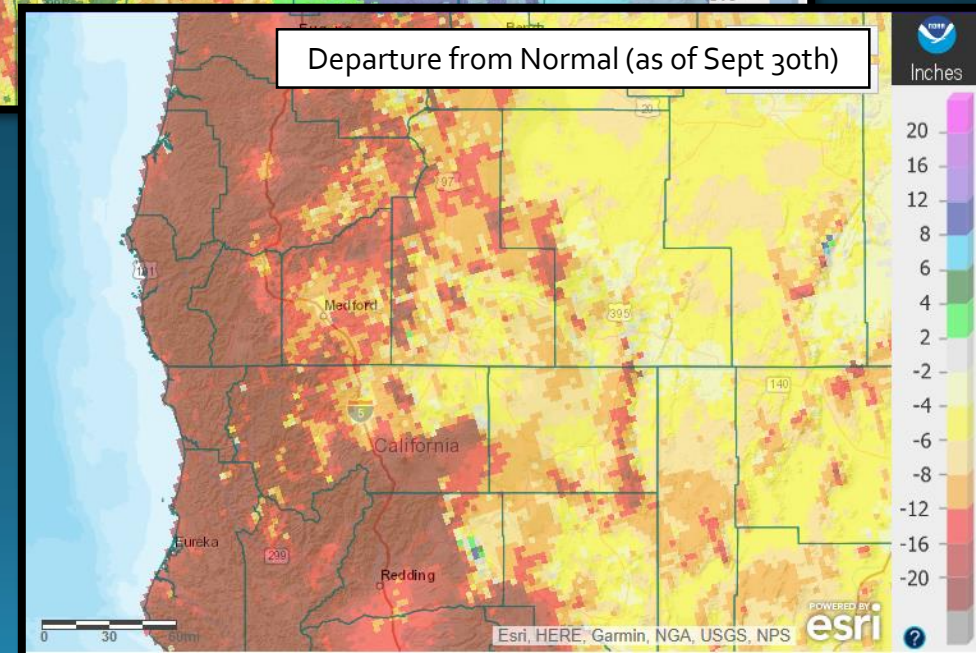 Departure from Normal (as of Sept 30th)
NOAA
Inches
20
16
12
8
6
4
2
-2
-4
-6
-8
-12
-16
-20
20
97
101
Medford
395
140
5
California
Eureka
299
Redding
0 30 60mi
Esri, HERE, Garmin, NGA, USGS, NPS
POWERED BY
esri
?